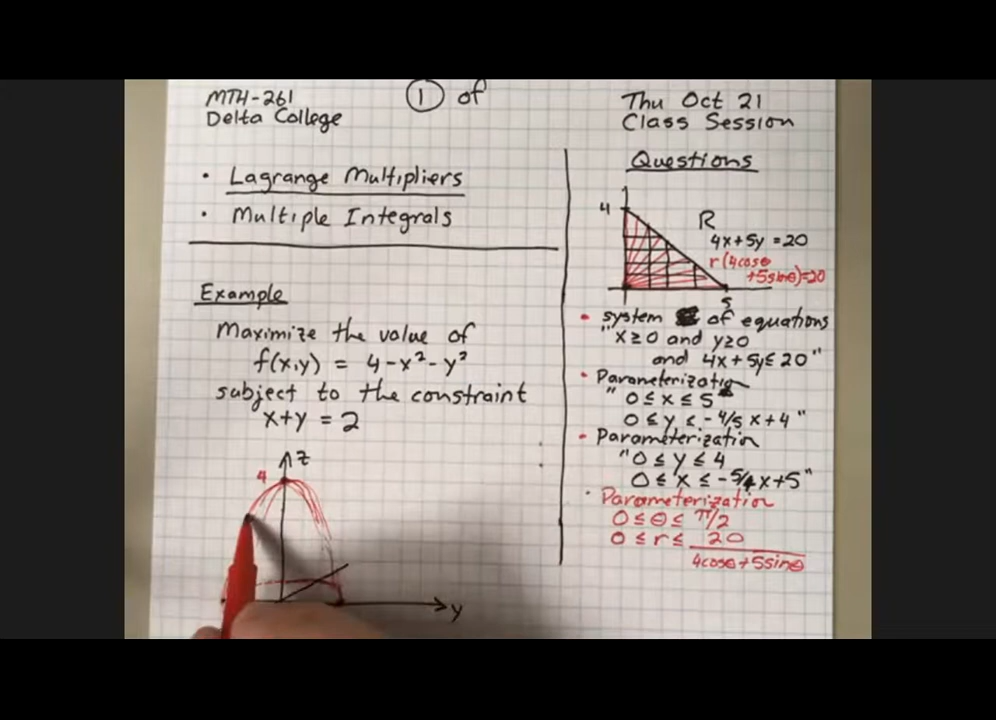 MTH-261
Delta College
1 of
Thu Oct 21
Class Session
• Lagrange Multipliers
• Multiple Integrals
Example
Maximize the value of
f(x,y) = 4-x²-y²
subject to the constraint
x+y = 2
z
4
y
Questions
4
R
4x+5y = 20
r(4cosθ
+5sinθ)=20
5
• system of equations
"x≥0 and y≥0
and 4x+5y≤20"
• Parameterization
"0≤x≤5
0≤y≤-4/5x+4"
• Parameterization
"0≤y≤4
0≤x≤-5/4x+5"
• Parameterization
0≤θ≤π/2
0≤r≤ 20
4cosθ+5sinθ